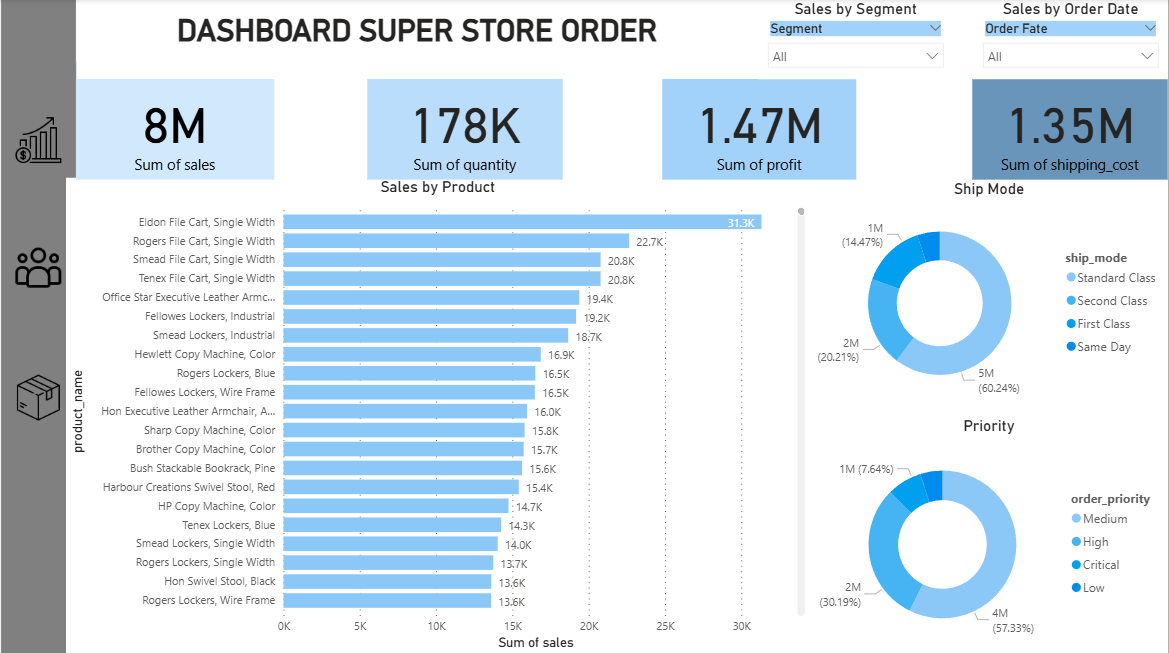 DASHBOARD SUPER STORE ORDER
Sales by Segment
Segment
All
Sales by Order Date
Order Fate
All
8M
Sum of sales
178K
Sum of quantity
1.47M
Sum of profit
1.35M
Sum of shipping_cost
Sales by Product
product_name
Eldon File Cart, Single Width 31.3K
Rogers File Cart, Single Width 22.7K
Smead File Cart, Single Width 20.8K
Tenex File Cart, Single Width 20.8K
Office Star Executive Leather Armc... 19.4K
Fellowes Lockers, Industrial 19.2K
Smead Lockers, Industrial 18.7K
Hewlett Copy Machine, Color 16.9K
Rogers Lockers, Blue 16.5K
Fellowes Lockers, Wire Frame 16.5K
Hon Executive Leather Armchair, A... 16.0K
Sharp Copy Machine, Color 15.8K
Brother Copy Machine, Color 15.7K
Bush Stackable Bookrack, Pine 15.6K
Harbour Creations Swivel Stool, Red 15.4K
HP Copy Machine, Color 14.7K
Tenex Lockers, Blue 14.3K
Smead Lockers, Single Width 14.0K
Rogers Lockers, Single Width 13.7K
Hon Swivel Stool, Black 13.6K
Rogers Lockers, Wire Frame 13.6K
0K 5K 10K 15K 20K 25K 30K
Sum of sales
Ship Mode
1M
(14.47%)
2M
(20.21%)
5M
(60.24%)
ship_mode
Standard Class
Second Class
First Class
Same Day
Priority
1M (7.64%)
2M
(30.19%)
4M
(57.33%)
order_priority
Medium
High
Critical
Low